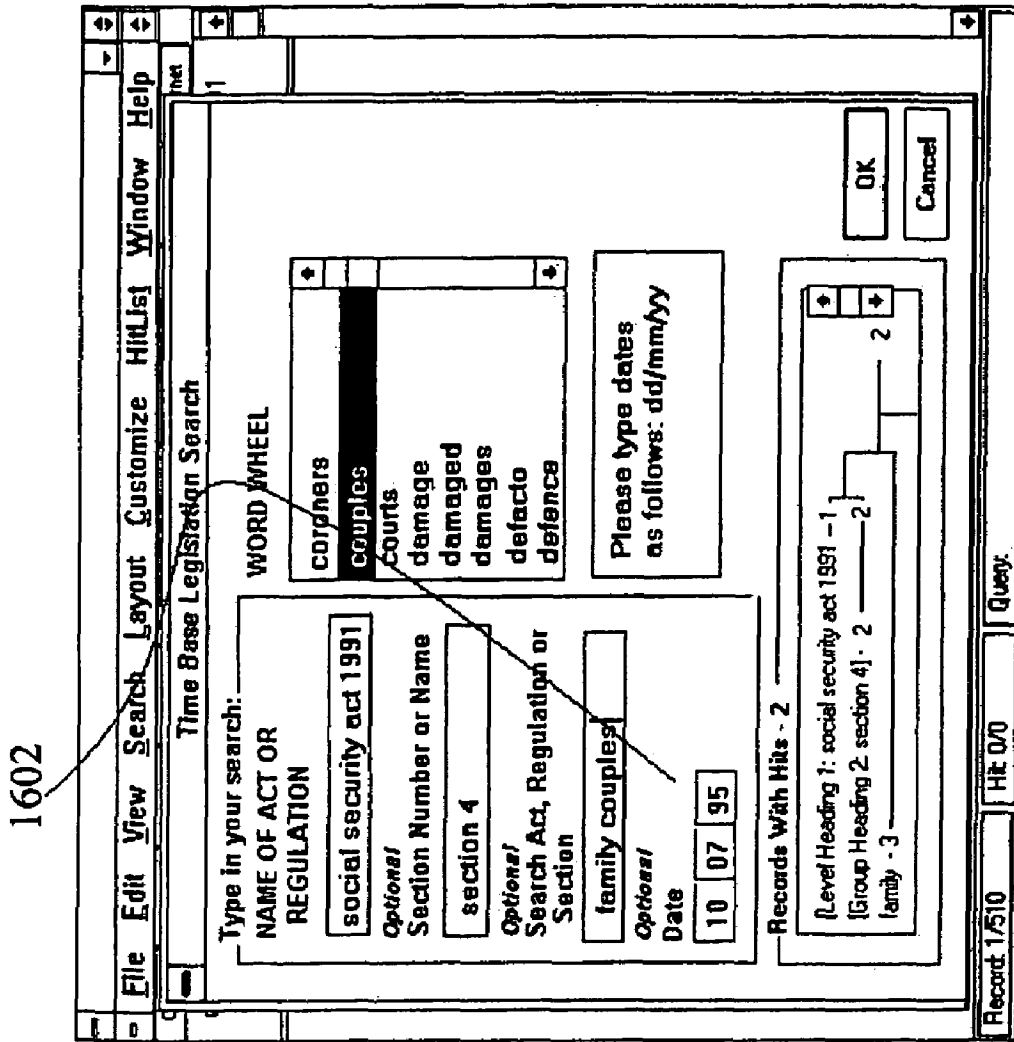 1602
File Edit View Search Layout Customize HitList Window Help
Time Base Legislation Search
net
1
Type in your search:
NAME OF ACT OR
REGULATION
social security act 1991
Optional
Section Number or Name
section 4
Optional
Search Act, Regulation or
Section
family couples
Optional
Date
10 07 95
WORD WHEEL
coroners
couples
courts
damage
damaged
damages
defacto
defence
Please type dates
as follows: dd/mm/yy
Records With Hits - 2
[Level Heading 1: social security act 1991 - 1]
[Group Heading 2: section 4] - 2 2
family - 3 2
OK
Cancel
Record: 1/510 Hit: 0/0 Query: